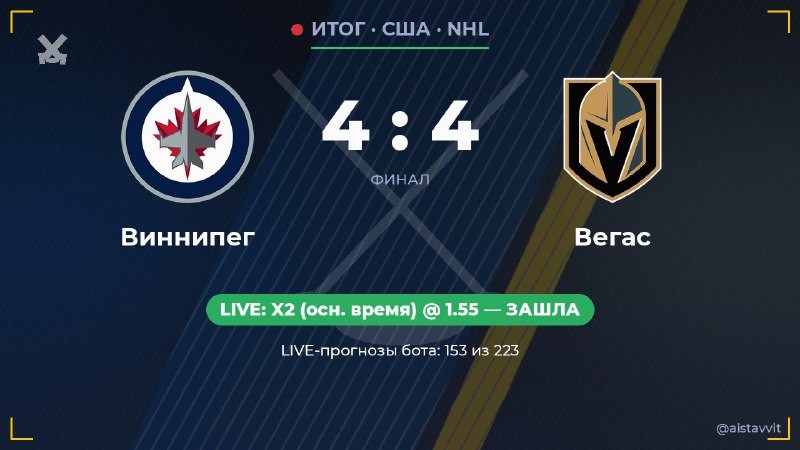 ИТОГ · США · NHL
4 : 4
ФИНАЛ
Виннипег
Вегас
LIVE: X2 (осн. время) @ 1.55 — ЗАШЛА
LIVE-прогнозы бота: 153 из 223
@aistavvit